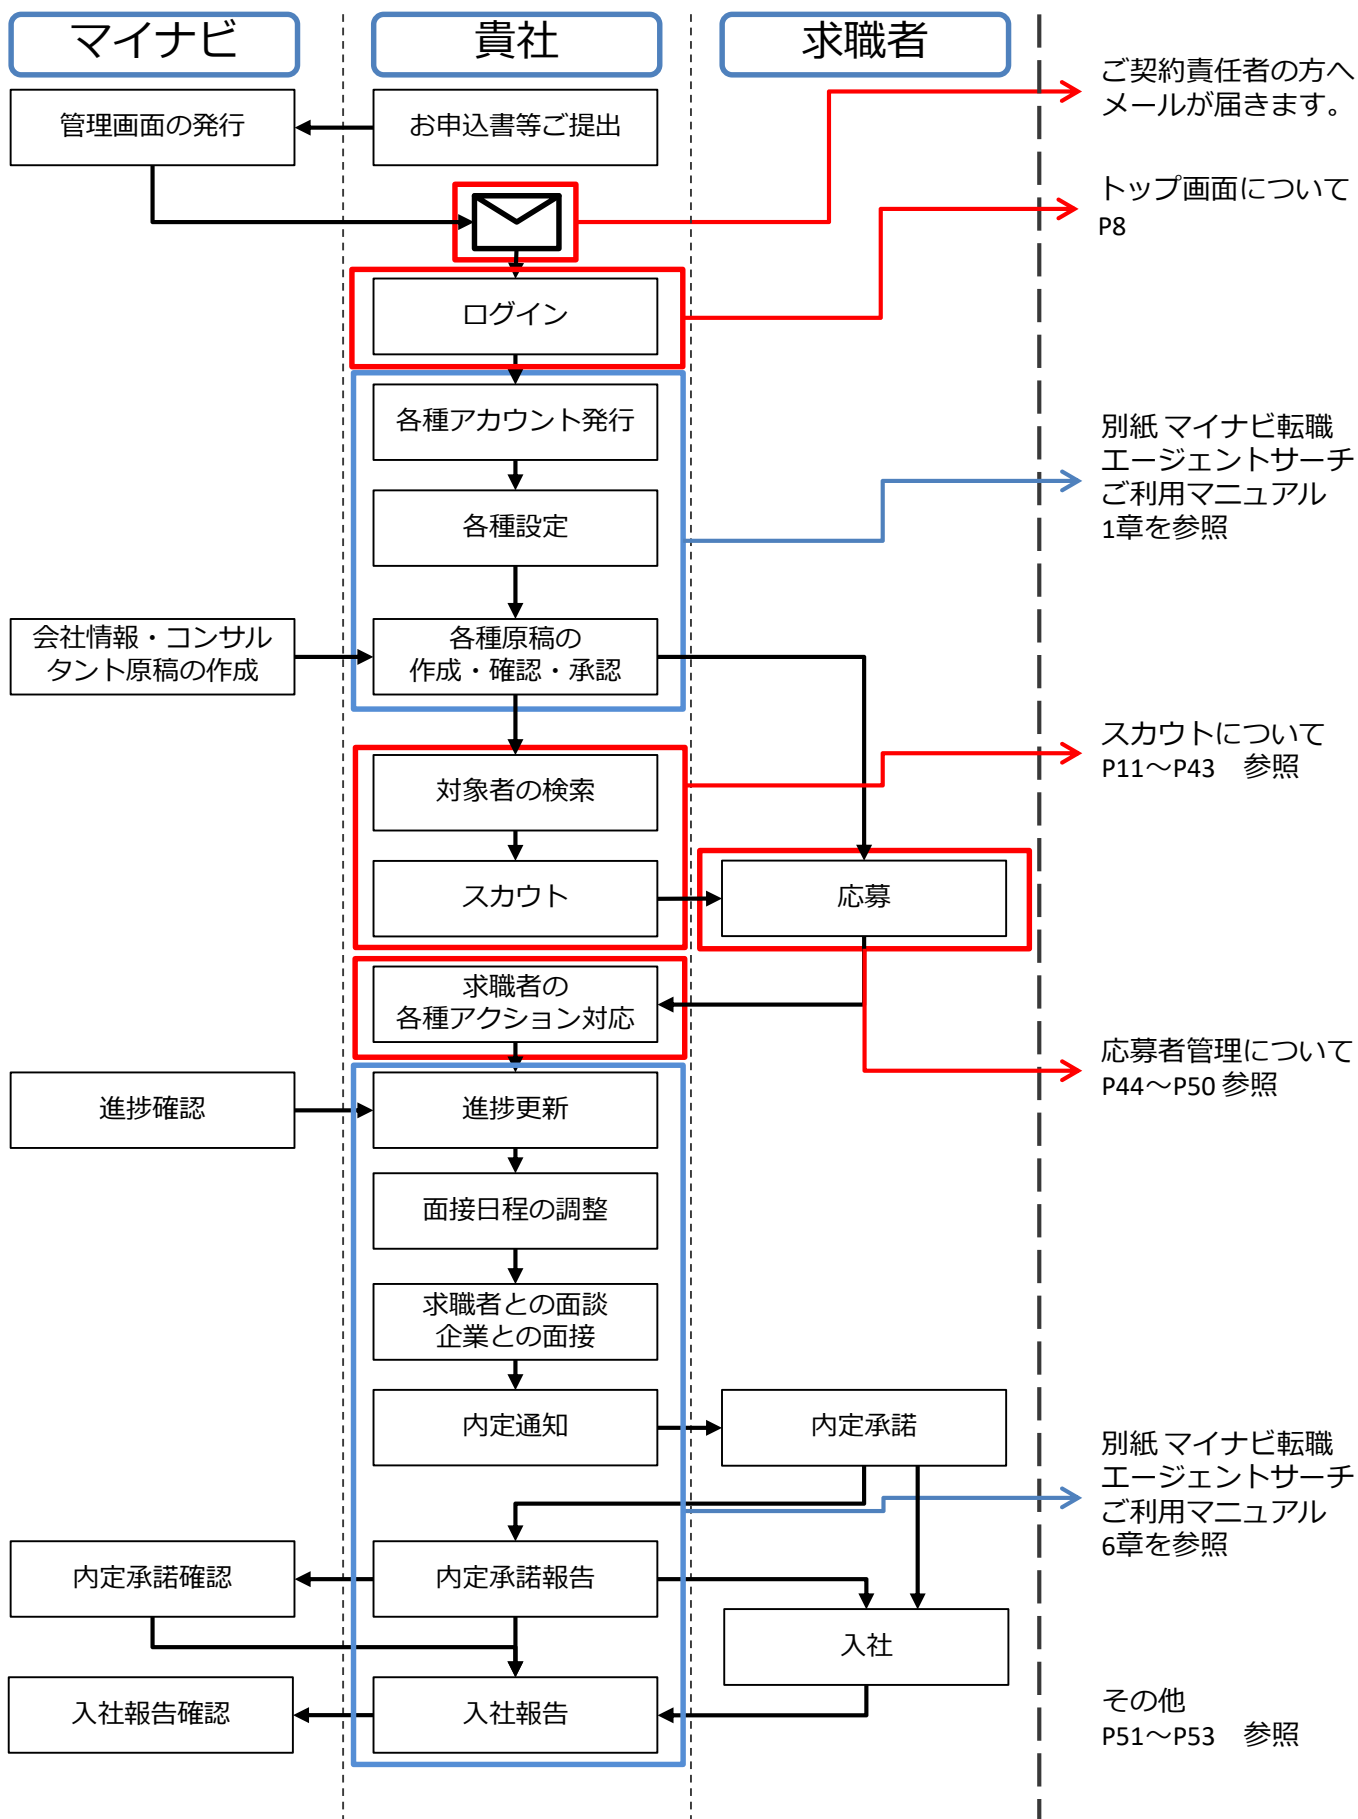 マイナビ
貴社
求職者
ご契約責任者の方へ
メールが届きます。
管理画面の発行
お申込書等ご提出
トップ画面について
P8
ログイン
各種アカウント発行
別紙 マイナビ転職
エージェントサーチ
ご利用マニュアル
1章を参照
各種設定
会社情報・コンサル
タント原稿の作成
各種原稿の
作成・確認・承認
スカウトについて
P11～P43　参照
対象者の検索
スカウト
応募
求職者の
各種アクション対応
応募者管理について
P44～P50 参照
進捗確認
進捗更新
面接日程の調整
求職者との面談
企業との面接
内定通知
内定承諾
別紙 マイナビ転職
エージェントサーチ
ご利用マニュアル
6章を参照
内定承諾確認
内定承諾報告
入社
入社報告確認
入社報告
その他
P51～P53　参照